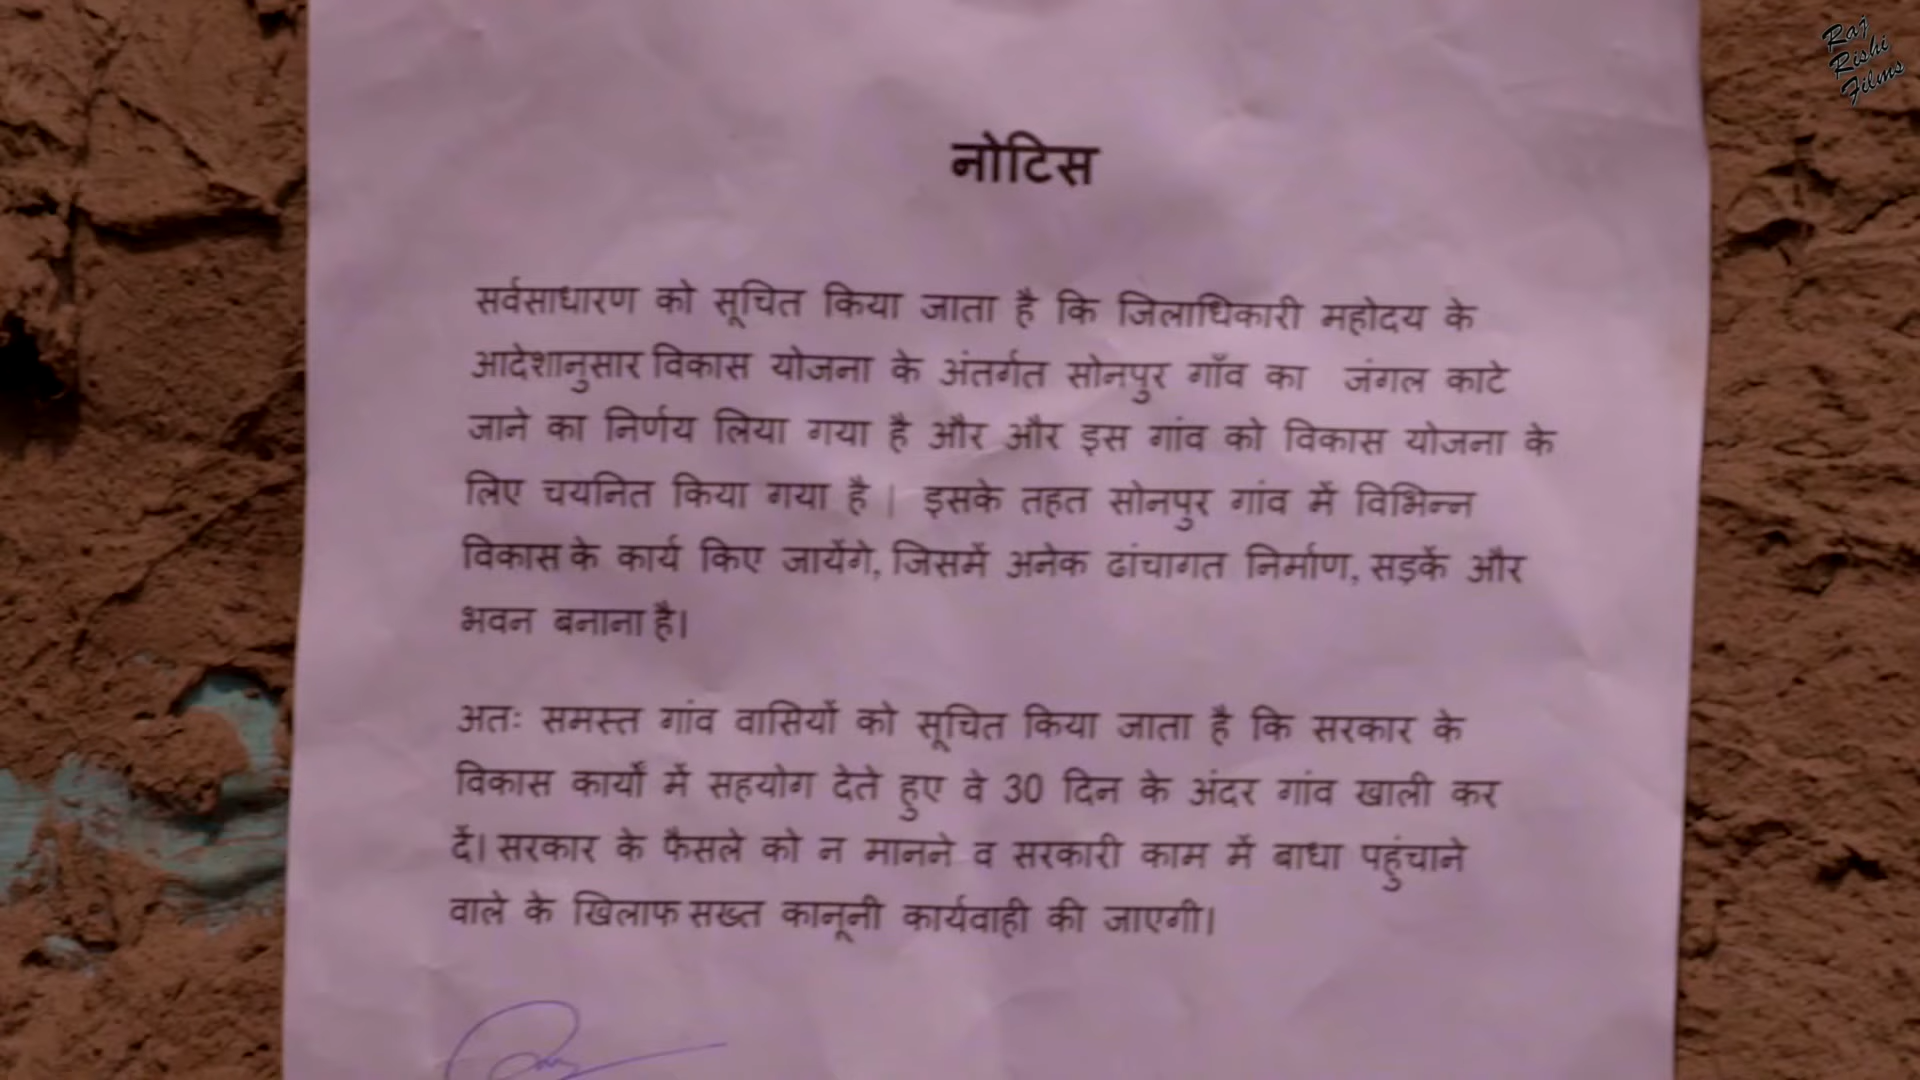 Raj
Rishi
Films
नोटिस
सर्वसाधारण को सूचित किया जाता है कि जिलाधिकारी महोदय के
आदेशानुसार विकास योजना के अंतर्गत सोनपुर गाँव का जंगल काटे
जाने का निर्णय लिया गया है और और इस गांव को विकास योजना के
लिए चयनित किया गया है । इसके तहत सोनपुर गांव में विभिन्न
विकास के कार्य किए जायेंगे, जिसमें अनेक ढांचागत निर्माण, सड़कें और
भवन बनाना है।
अतः समस्त गांव वासियों को सूचित किया जाता है कि सरकार के
विकास कार्यों में सहयोग देते हुए वे 30 दिन के अंदर गांव खाली कर
दें। सरकार के फैसले को न मानने व सरकारी काम में बाधा पहुंचाने
वाले के खिलाफ सख्त कानूनी कार्यवाही की जाएगी।